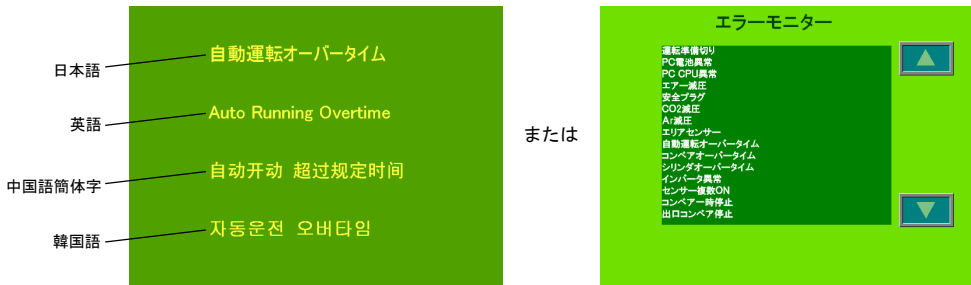 日本語
自動運転オーバータイム
英語
Auto Running Overtime
中国語簡体字
自动开动 超过规定时间
韓国語
자동운전 오버타임
または
エラーモニター
運転準備切り
PC電池異常
PC CPU異常
エアー減圧
安全プラグ
CO2減圧
Ar減圧
エリアセンサー
自動運転オーバータイム
コンベアオーバータイム
シリンダオーバータイム
インバータ異常
センサー複数ON
コンベアー時停止
出口コンベア停止